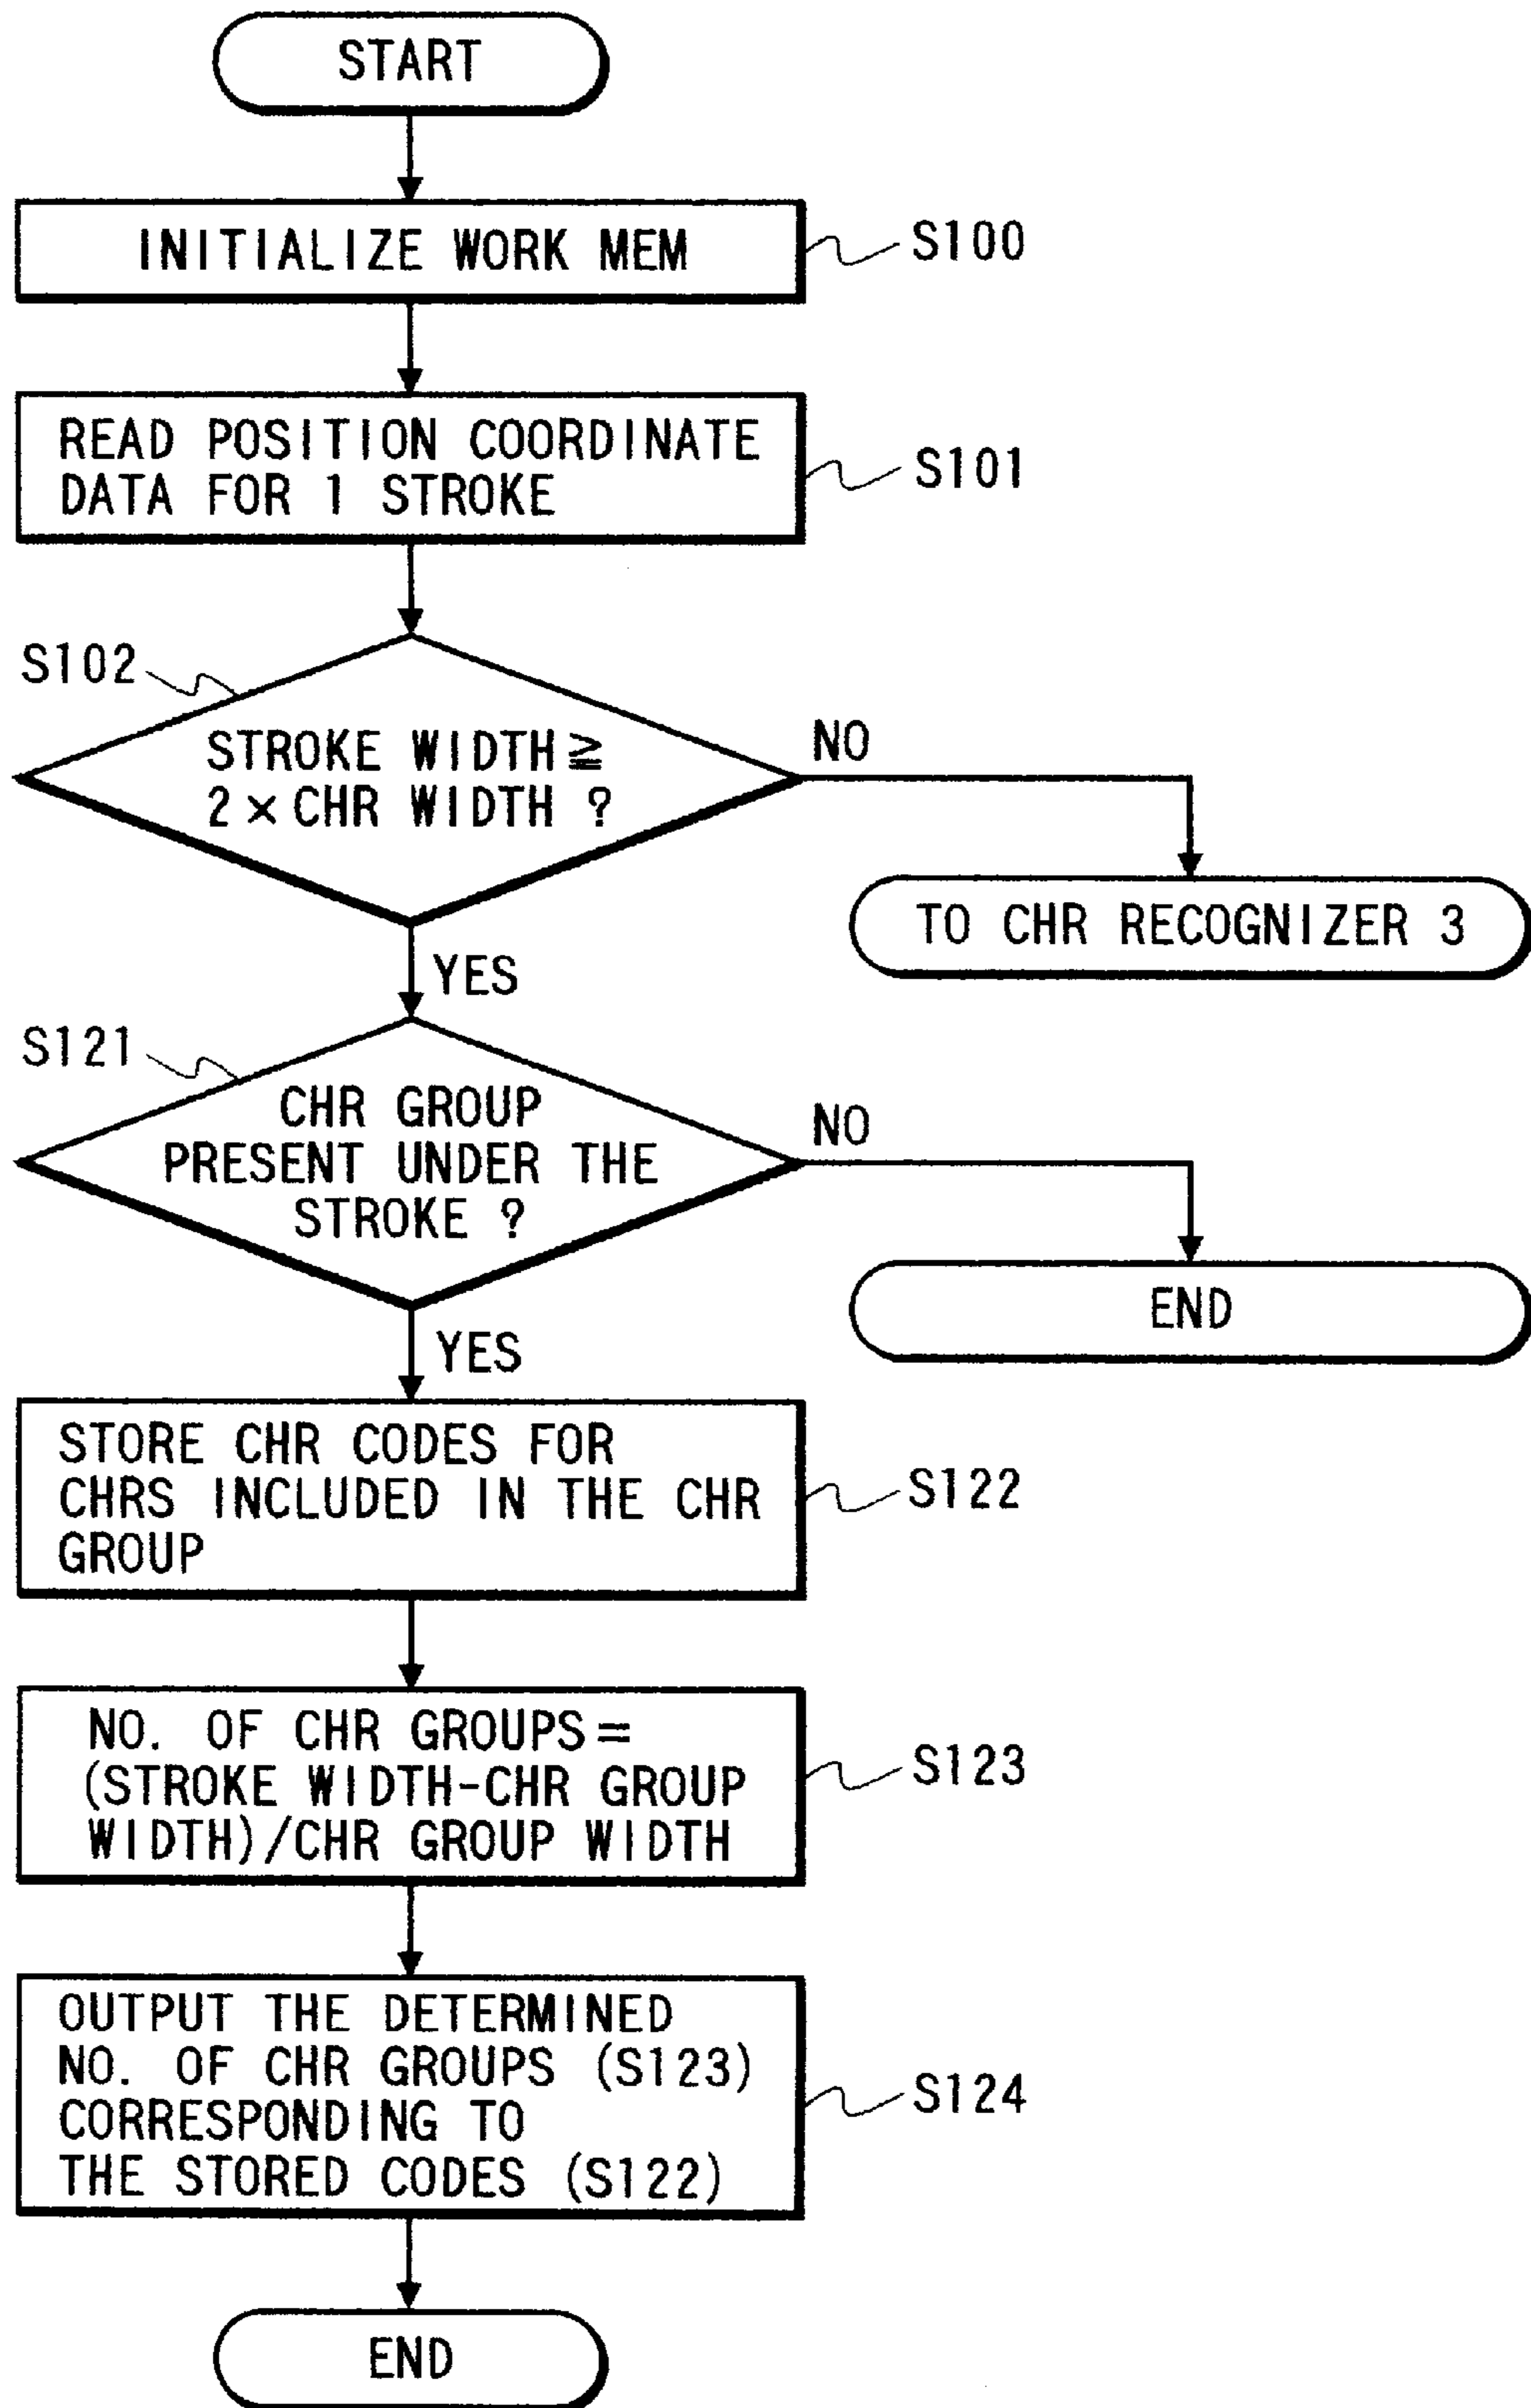 START
INITIALIZE WORK MEM
S100
READ POSITION COORDINATE
DATA FOR 1 STROKE
S101
S102
STROKE WIDTH≧
2×CHR WIDTH ?
NO
TO CHR RECOGNIZER 3
YES
S121
CHR GROUP
PRESENT UNDER THE
STROKE ?
NO
END
YES
STORE CHR CODES FOR
CHRS INCLUDED IN THE CHR
GROUP
S122
NO. OF CHR GROUPS=
(STROKE WIDTH-CHR GROUP
WIDTH)/CHR GROUP WIDTH
S123
OUTPUT THE DETERMINED
NO. OF CHR GROUPS (S123)
CORRESPONDING TO
THE STORED CODES (S122)
S124
END